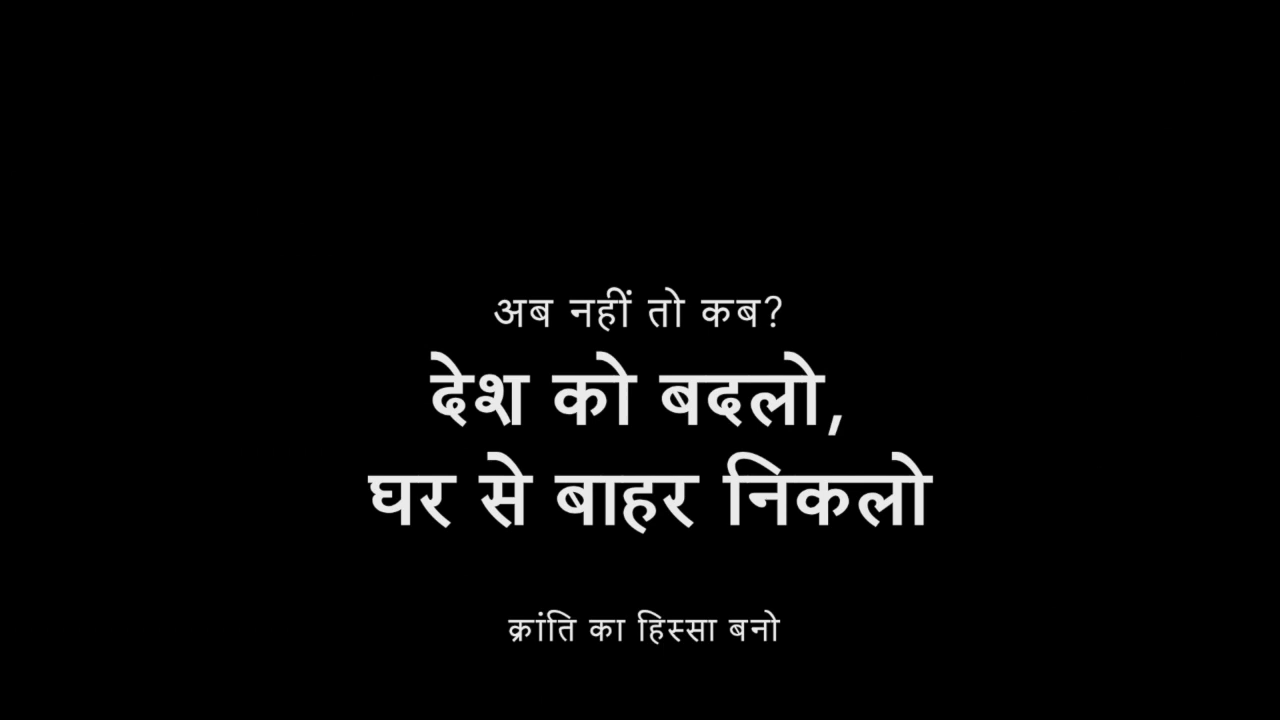 अब नहीं तो कब?
देश को बदलो,
घर से बाहर निकलो
क्रांति का हिस्सा बनो